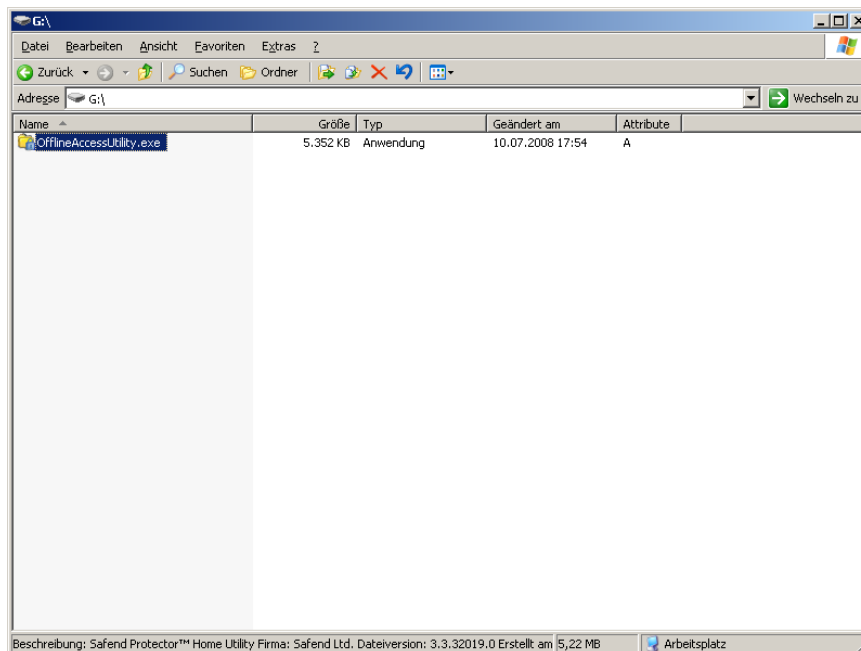 G:\
Datei Bearbeiten Ansicht Favoriten Extras ?
Zurück Suchen Ordner
Adresse G:\ Wechseln zu
Name Größe Typ Geändert am Attribute
OfflineAccessUtility.exe 5.352 KB Anwendung 10.07.2008 17:54 A
Beschreibung: Safend Protector™ Home Utility Firma: Safend Ltd. Dateiversion: 3.3.32019.0 Erstellt am 5,22 MB Arbeitsplatz